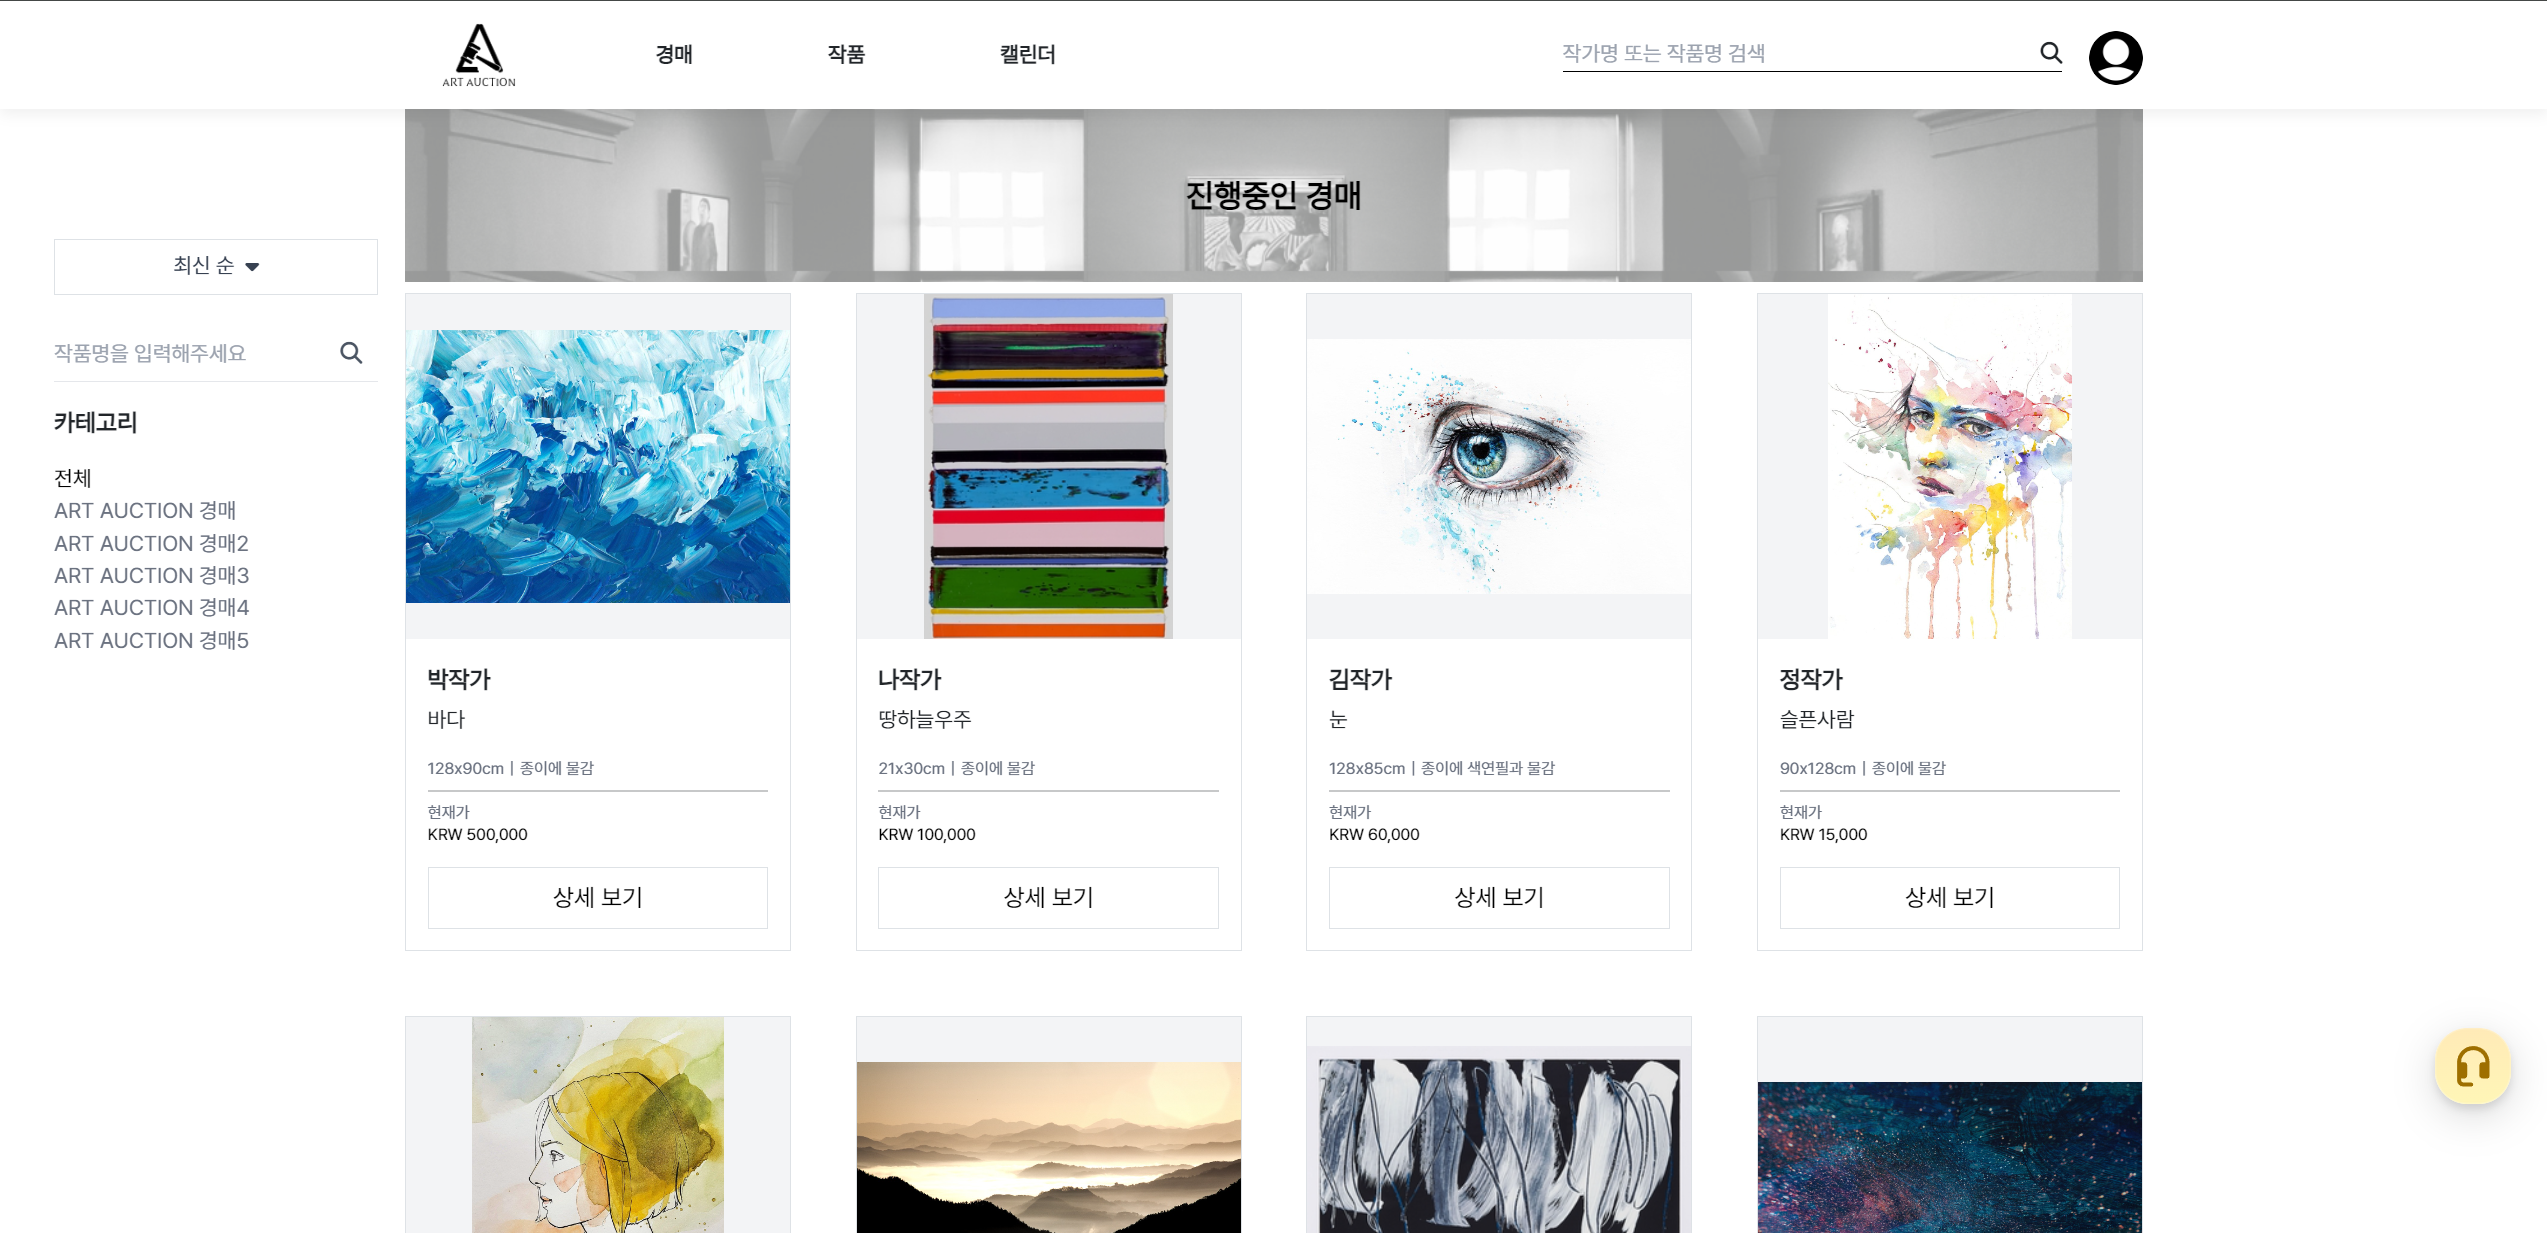 ART AUCTION
경매
작품
캘린더
작가명 또는 작품명 검색
진행중인 경매
최신 순
작품명을 입력해주세요
카테고리
전체
ART AUCTION 경매
ART AUCTION 경매2
ART AUCTION 경매3
ART AUCTION 경매4
ART AUCTION 경매5
박작가
바다
128x90cm | 종이에 물감
현재가
KRW 500,000
상세 보기
나작가
땅하늘우주
21x30cm | 종이에 물감
현재가
KRW 100,000
상세 보기
김작가
눈
128x85cm | 종이에 색연필과 물감
현재가
KRW 60,000
상세 보기
정작가
슬픈사람
90x128cm | 종이에 물감
현재가
KRW 15,000
상세 보기